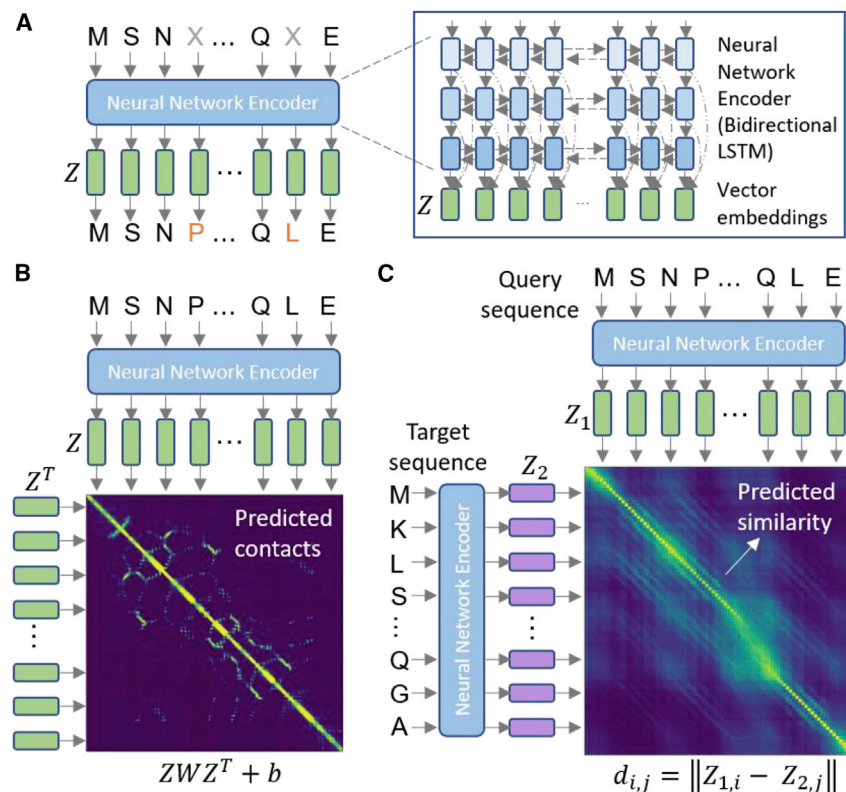 A
M S N X ... Q X E
Neural Network Encoder
Z
...
M S N P ... Q L E
Neural
Network
Encoder
(Bidirectional
LSTM)
Z
...
Vector
embeddings
B
M S N P ... Q L E
Neural Network Encoder
Z
...
Z^T
Predicted
contacts
⋮
ZWZ^T + b
C
Query
sequence
M S N P ... Q L E
Neural Network Encoder
Z_1
...
Target
sequence
Z_2
M
K
L
S
⋮
Q
G
A
Neural Network Encoder
⋮
Predicted
similarity
d_{i,j} = ‖Z_{1,i} − Z_{2,j}‖